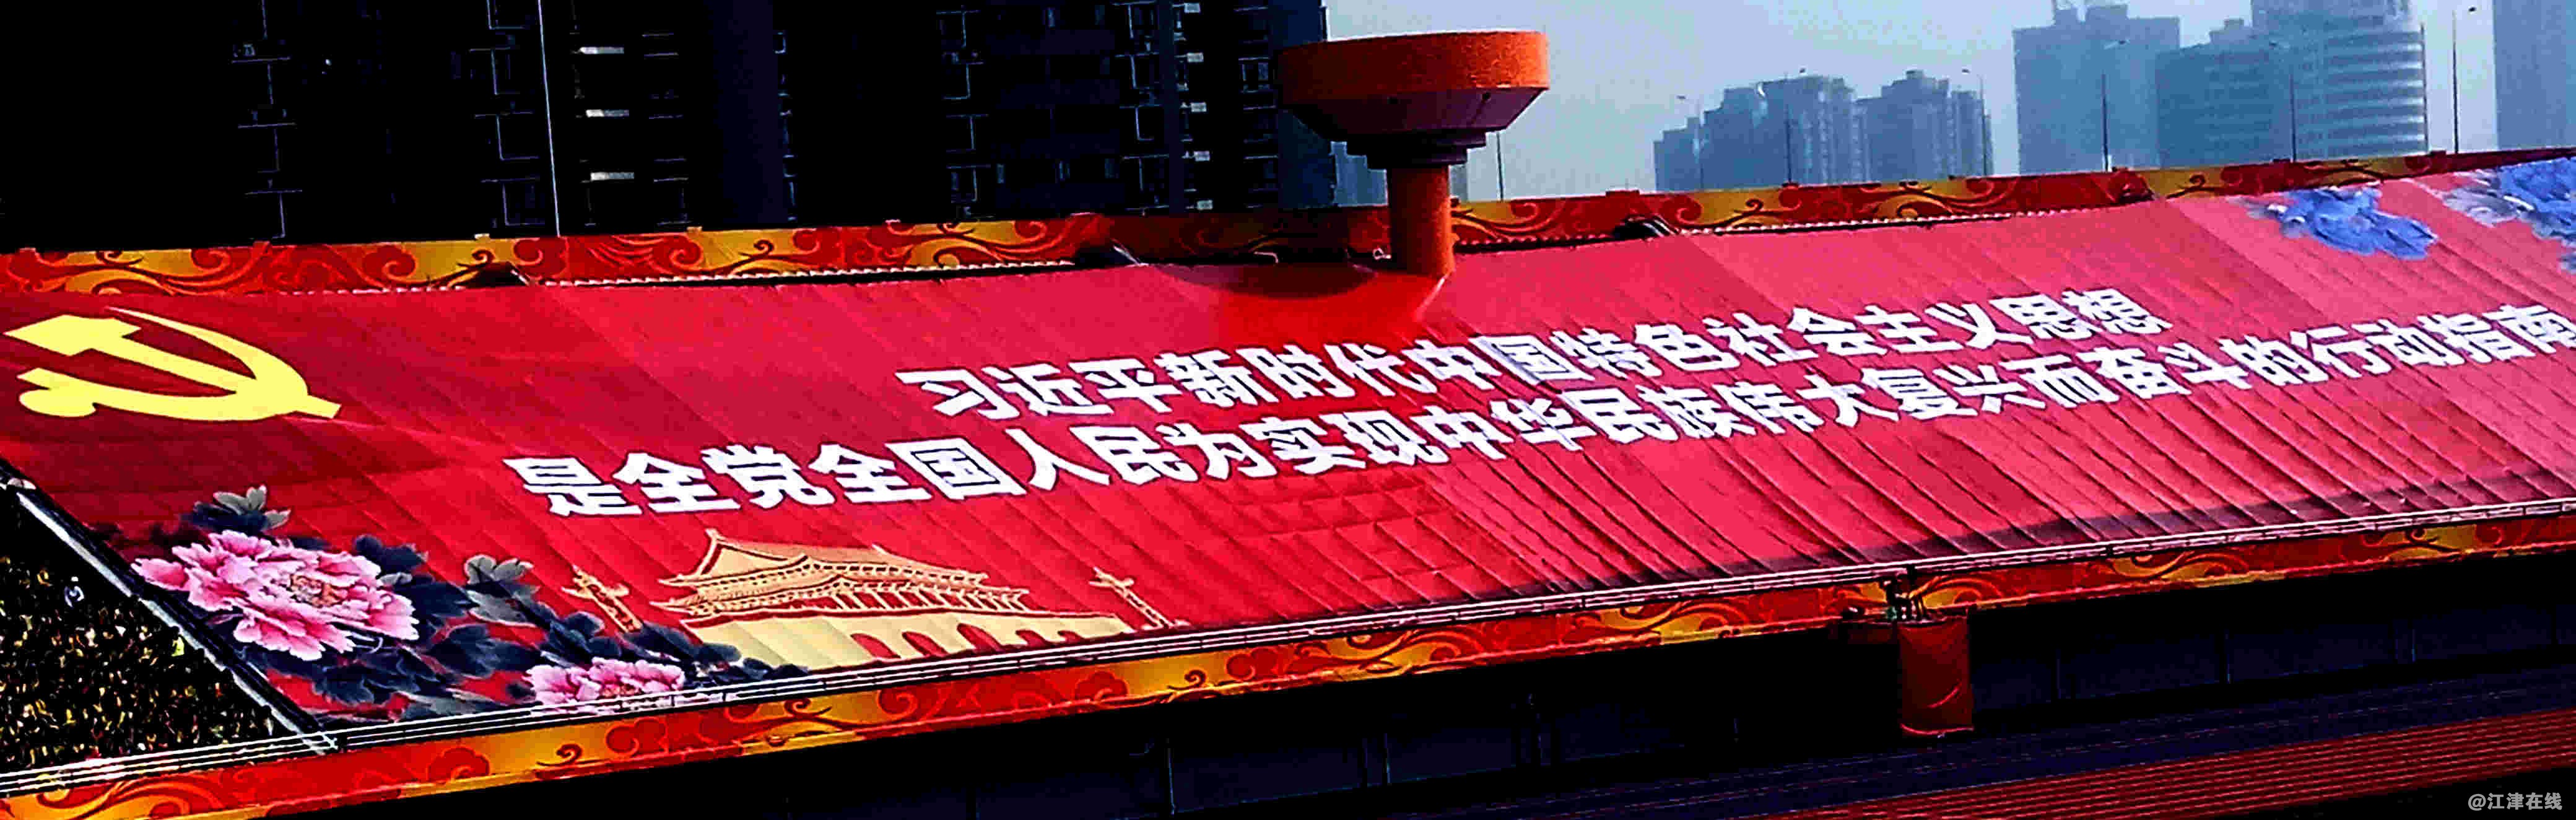 习近平新时代中国特色社会主义思想
是全党全国人民为实现中华民族伟大复兴而奋斗的行动指南
@江津在线